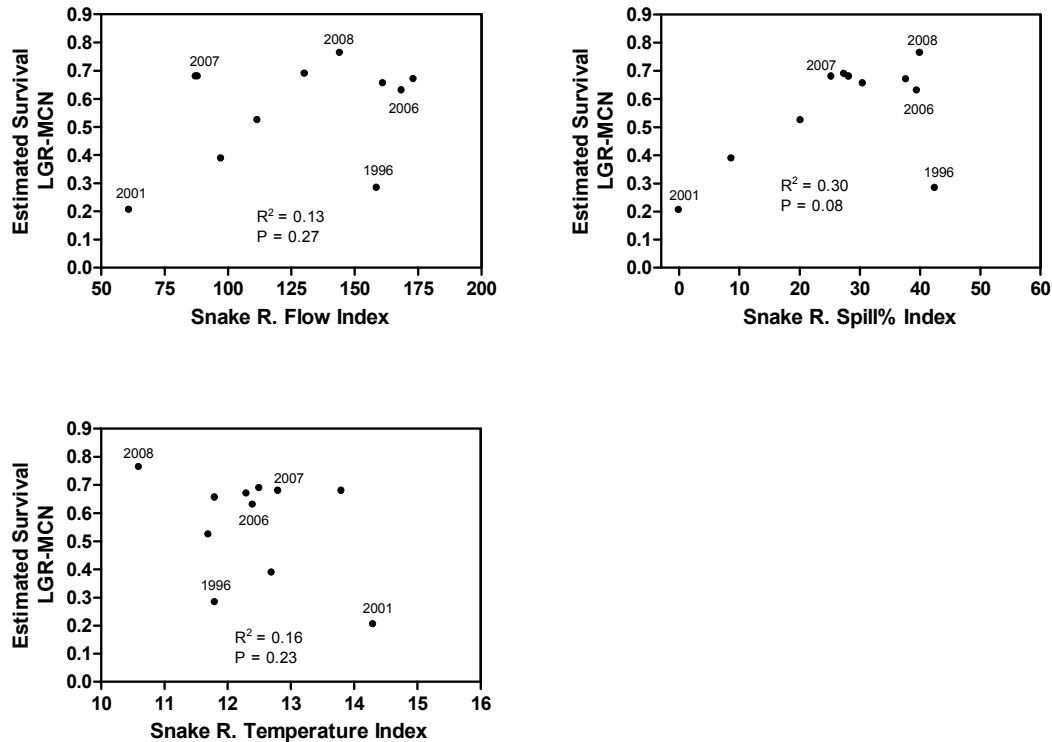 0.9
0.8
0.7
0.6
0.5
0.4
0.3
0.2
0.1
0.0
Estimated Survival
LGR-MCN
2007
2008
2006
2001
1996
R² = 0.13
P = 0.27
50 75 100 125 150 175 200
Snake R. Flow Index
0.9
0.8
0.7
0.6
0.5
0.4
0.3
0.2
0.1
0.0
Estimated Survival
LGR-MCN
2008
2007
2006
2001
1996
R² = 0.30
P = 0.08
0 10 20 30 40 50 60
Snake R. Spill% Index
0.9
0.8
0.7
0.6
0.5
0.4
0.3
0.2
0.1
0.0
Estimated Survival
LGR-MCN
2008
2007
2006
1996
2001
R² = 0.16
P = 0.23
10 11 12 13 14 15 16
Snake R. Temperature Index